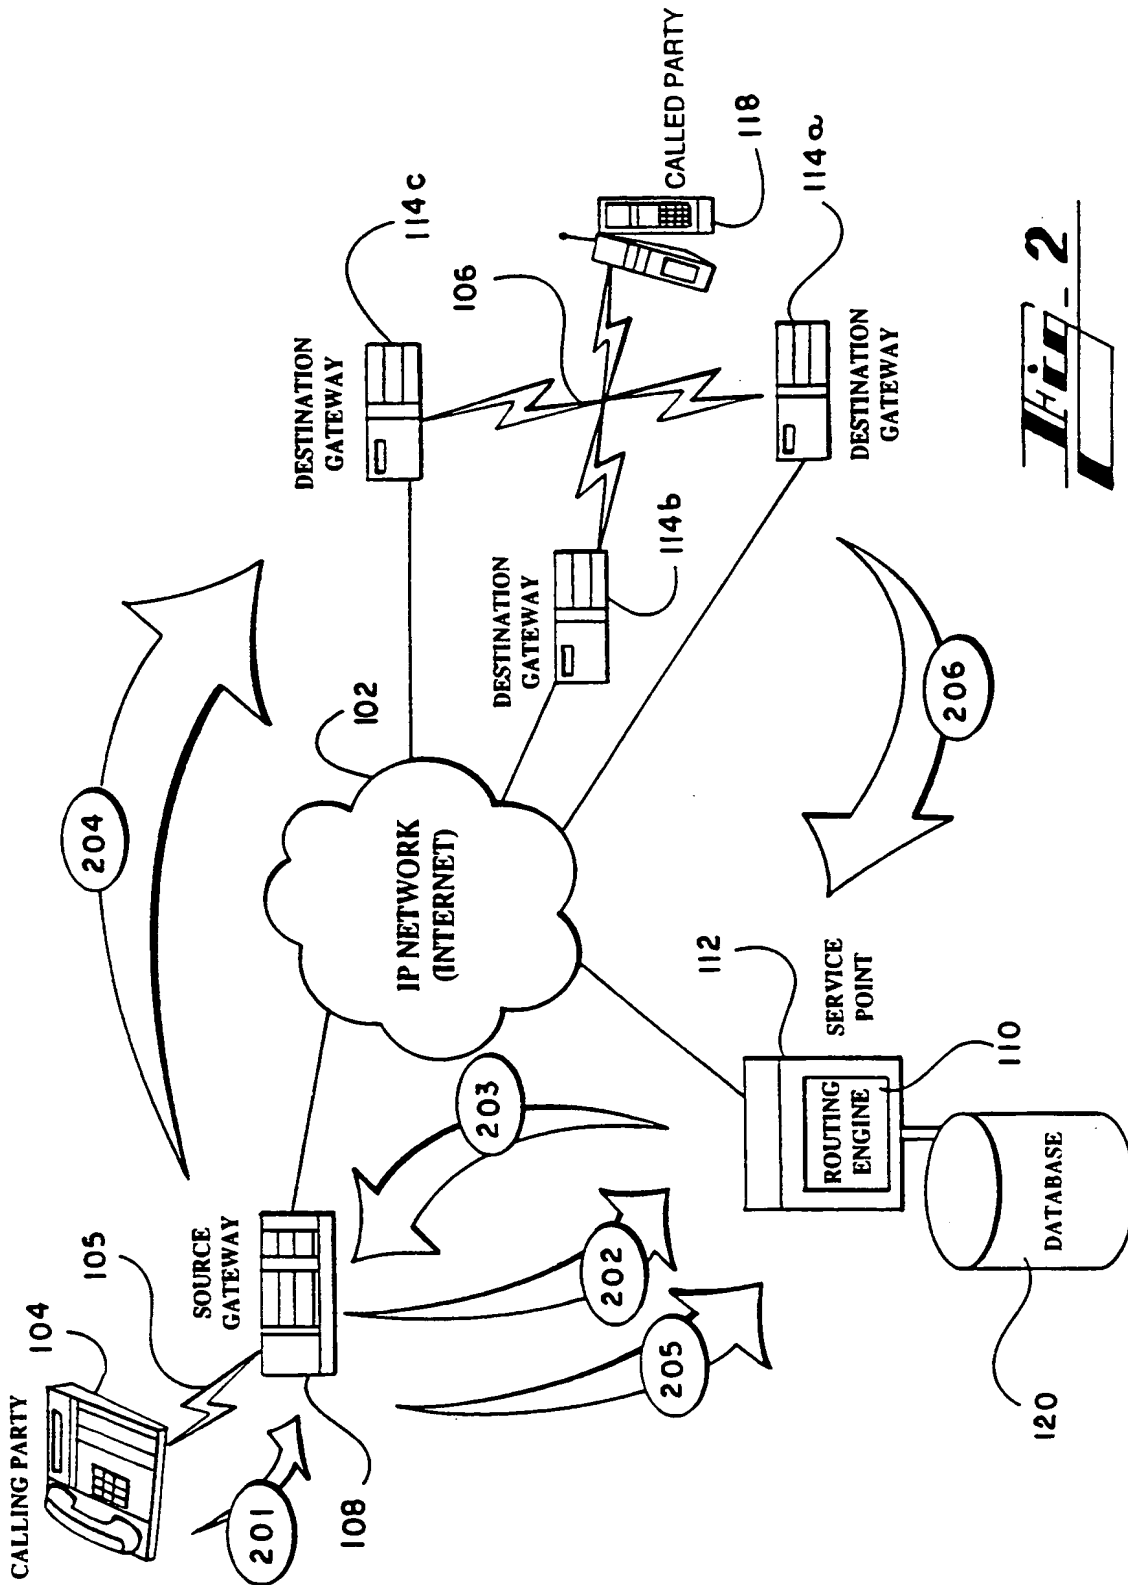 CALLING PARTY
104
105
201
108
SOURCE
GATEWAY
204
203
202
205
102
IP NETWORK
(INTERNET)
112
SERVICE
POINT
ROUTING
ENGINE
110
DATABASE
120
206
DESTINATION
GATEWAY
114c
DESTINATION
GATEWAY
114b
106
CALLED PARTY
118
114a
DESTINATION
GATEWAY
Fig_2